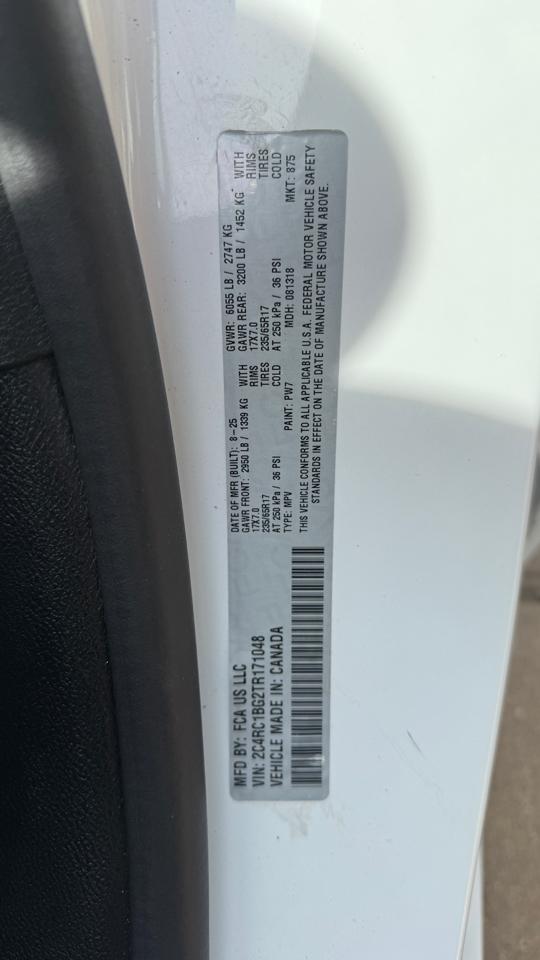 MFD BY: FCA US LLC
VIN: 2C4RC1BG2TR171048
VEHICLE MADE IN: CANADA
DATE OF MFR (BUILT): 8-25 GVWR: 6055 LB / 2747 KG
GAWR FRONT: 2950 LB / 1339 KG WITH GAWR REAR: 3200 LB / 1452 KG WITH
17X7.0 RIMS 17X7.0 RIMS
235/65R17 TIRES 235/65R17 TIRES
AT 250 kPa / 36 PSI COLD AT 250 kPa / 36 PSI COLD
TYPE: MPV PAINT: PW7 MDH: 081318 MKT: 875
THIS VEHICLE CONFORMS TO ALL APPLICABLE U.S.A. FEDERAL MOTOR VEHICLE SAFETY
STANDARDS IN EFFECT ON THE DATE OF MANUFACTURE SHOWN ABOVE.